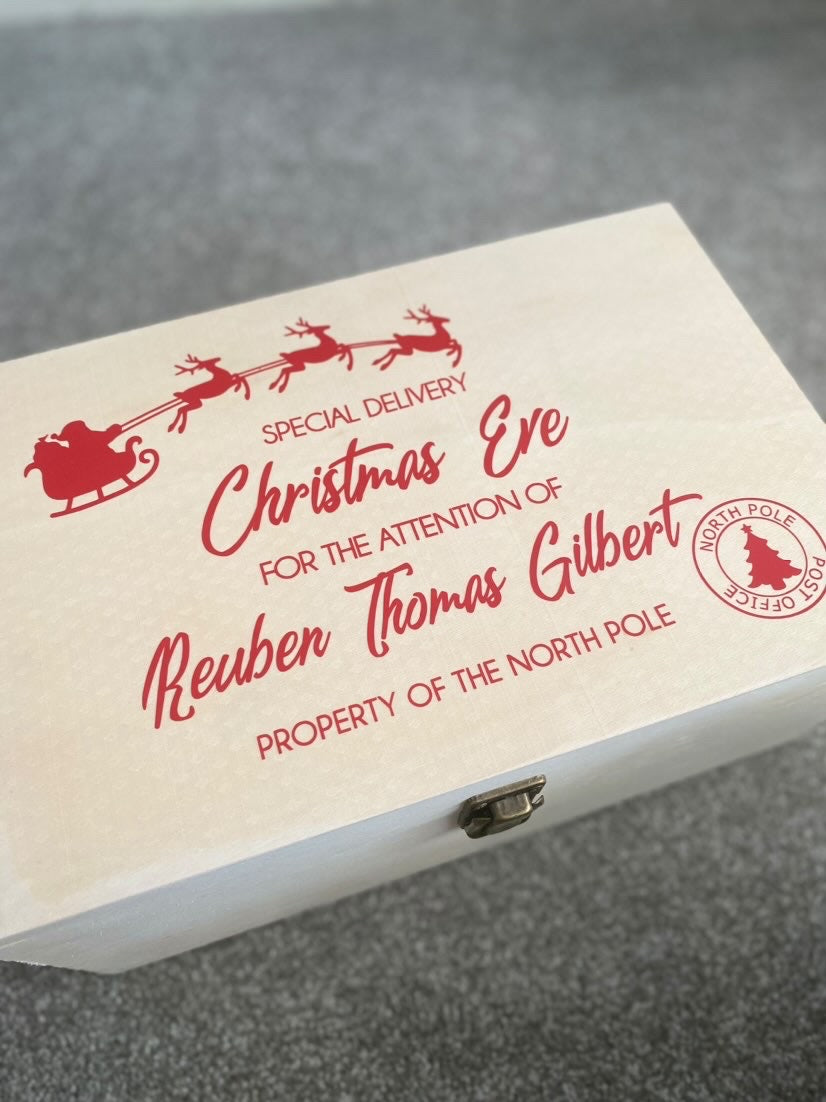 SPECIAL DELIVERY
Christmas Eve
FOR THE ATTENTION OF
Reuben Thomas Gilbert
PROPERTY OF THE NORTH POLE
NORTH POLE
POST OFFICE